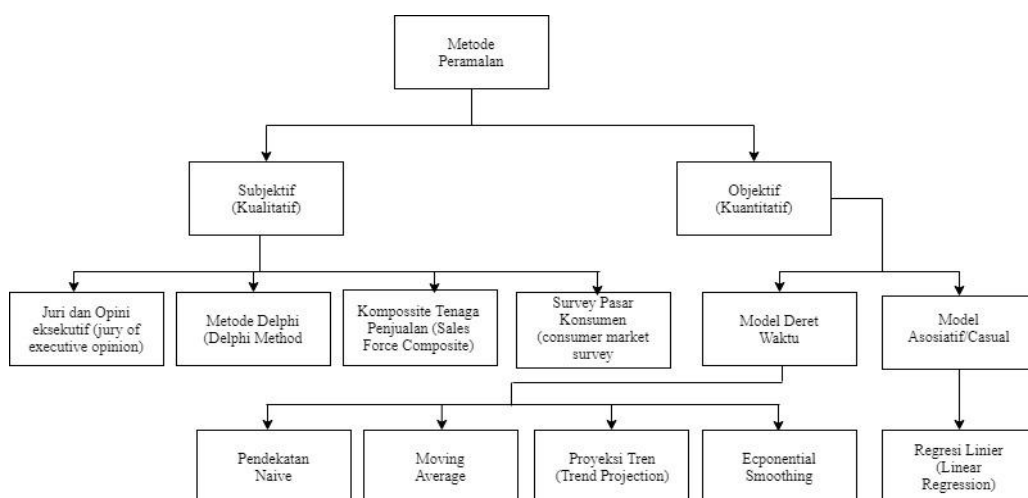 Metode
Peramalan
Subjektif
(Kualitatif)
Objektif
(Kuantitatif)
Juri dan Opini
eksekutif (jury of
executive opinion)
Metode Delphi
(Delphi Method
Kompossite Tenaga
Penjualan (Sales
Force Composite)
Survey Pasar
Konsumen
(consumer market
survey
Model Deret
Waktu
Model
Asosiatif/Casual
Pendekatan
Naive
Moving
Average
Proyeksi Tren
(Trend Projection)
Ecponential
Smoothing
Regresi Linier
(Linear
Regression)